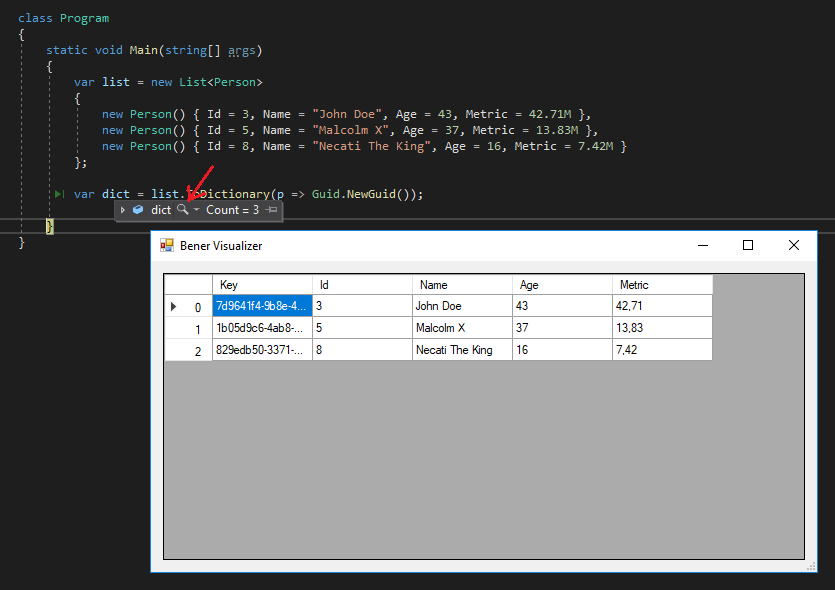 class Program
{
static void Main(string[] args)
{
var list = new List<Person>
{
new Person() { Id = 3, Name = "John Doe", Age = 43, Metric = 42.71M },
new Person() { Id = 5, Name = "Malcolm X", Age = 37, Metric = 13.83M },
new Person() { Id = 8, Name = "Necati The King", Age = 16, Metric = 7.42M }
};
var dict = list.ToDictionary(p => Guid.NewGuid());
dict Count = 3
}
}
Bener Visualizer
Key Id Name Age Metric
0 7d9641f4-9b8e-4... 3 John Doe 43 42,71
1 1b05d9c6-4ab8-... 5 Malcolm X 37 13,83
2 829edb50-3371-... 8 Necati The King 16 7,42